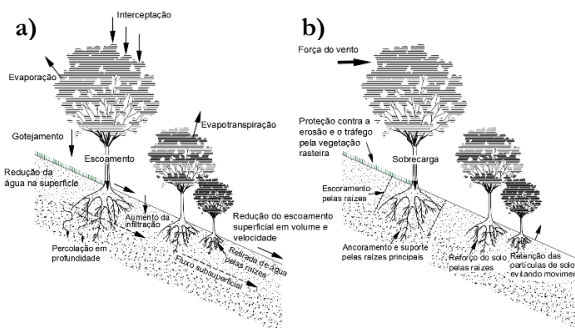 a)
Interceptação
Evaporação
Evapotranspiração
Gotejamento
Escoamento
Redução da
água na superfície
Aumento da
infiltração
Redução do escoamento
superficial em volume e
velocidade
Percolação em
profundidade
Retirada de água
pelas raízes
Fluxo subsuperficial
b)
Força do vento
Proteção contra a
erosão e o tráfego
pela vegetação
rasteira
Sobrecarga
Escoramento
pelas raízes
Ancoramento e suporte
pelas raízes principais
Reforço do solo
pelas raízes
Retenção das
partículas de solo
evitando movimen